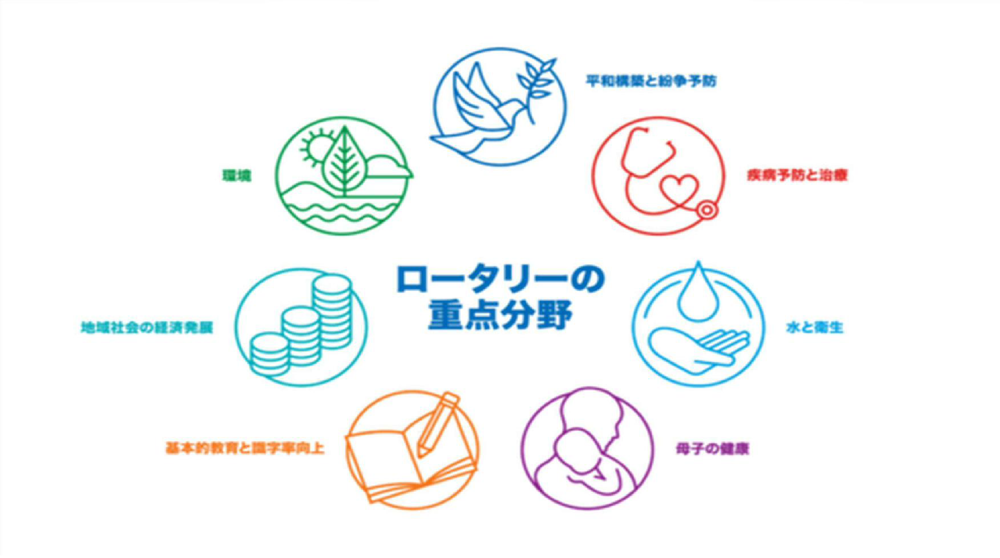 平和構築と紛争予防
環境
疾病予防と治療
ロータリーの
重点分野
地域社会の経済発展
水と衛生
基本的教育と識字率向上
母子の健康